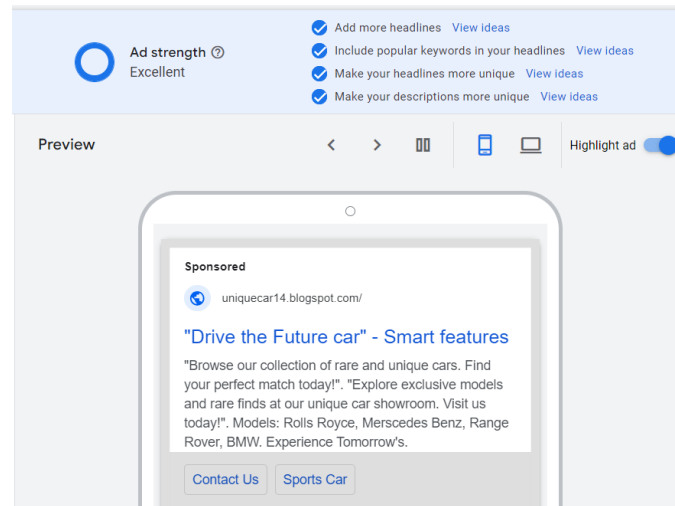 Ad strength
Excellent
Add more headlines View ideas
Include popular keywords in your headlines View ideas
Make your headlines more unique View ideas
Make your descriptions more unique View ideas
Preview
Highlight ad
Sponsored
uniquecar14.blogspot.com/
"Drive the Future car" - Smart features
"Browse our collection of rare and unique cars. Find
your perfect match today!". "Explore exclusive models
and rare finds at our unique car showroom. Visit us
today!". Models: Rolls Royce, Merscedes Benz, Range
Rover, BMW. Experience Tomorrow's.
Contact Us Sports Car